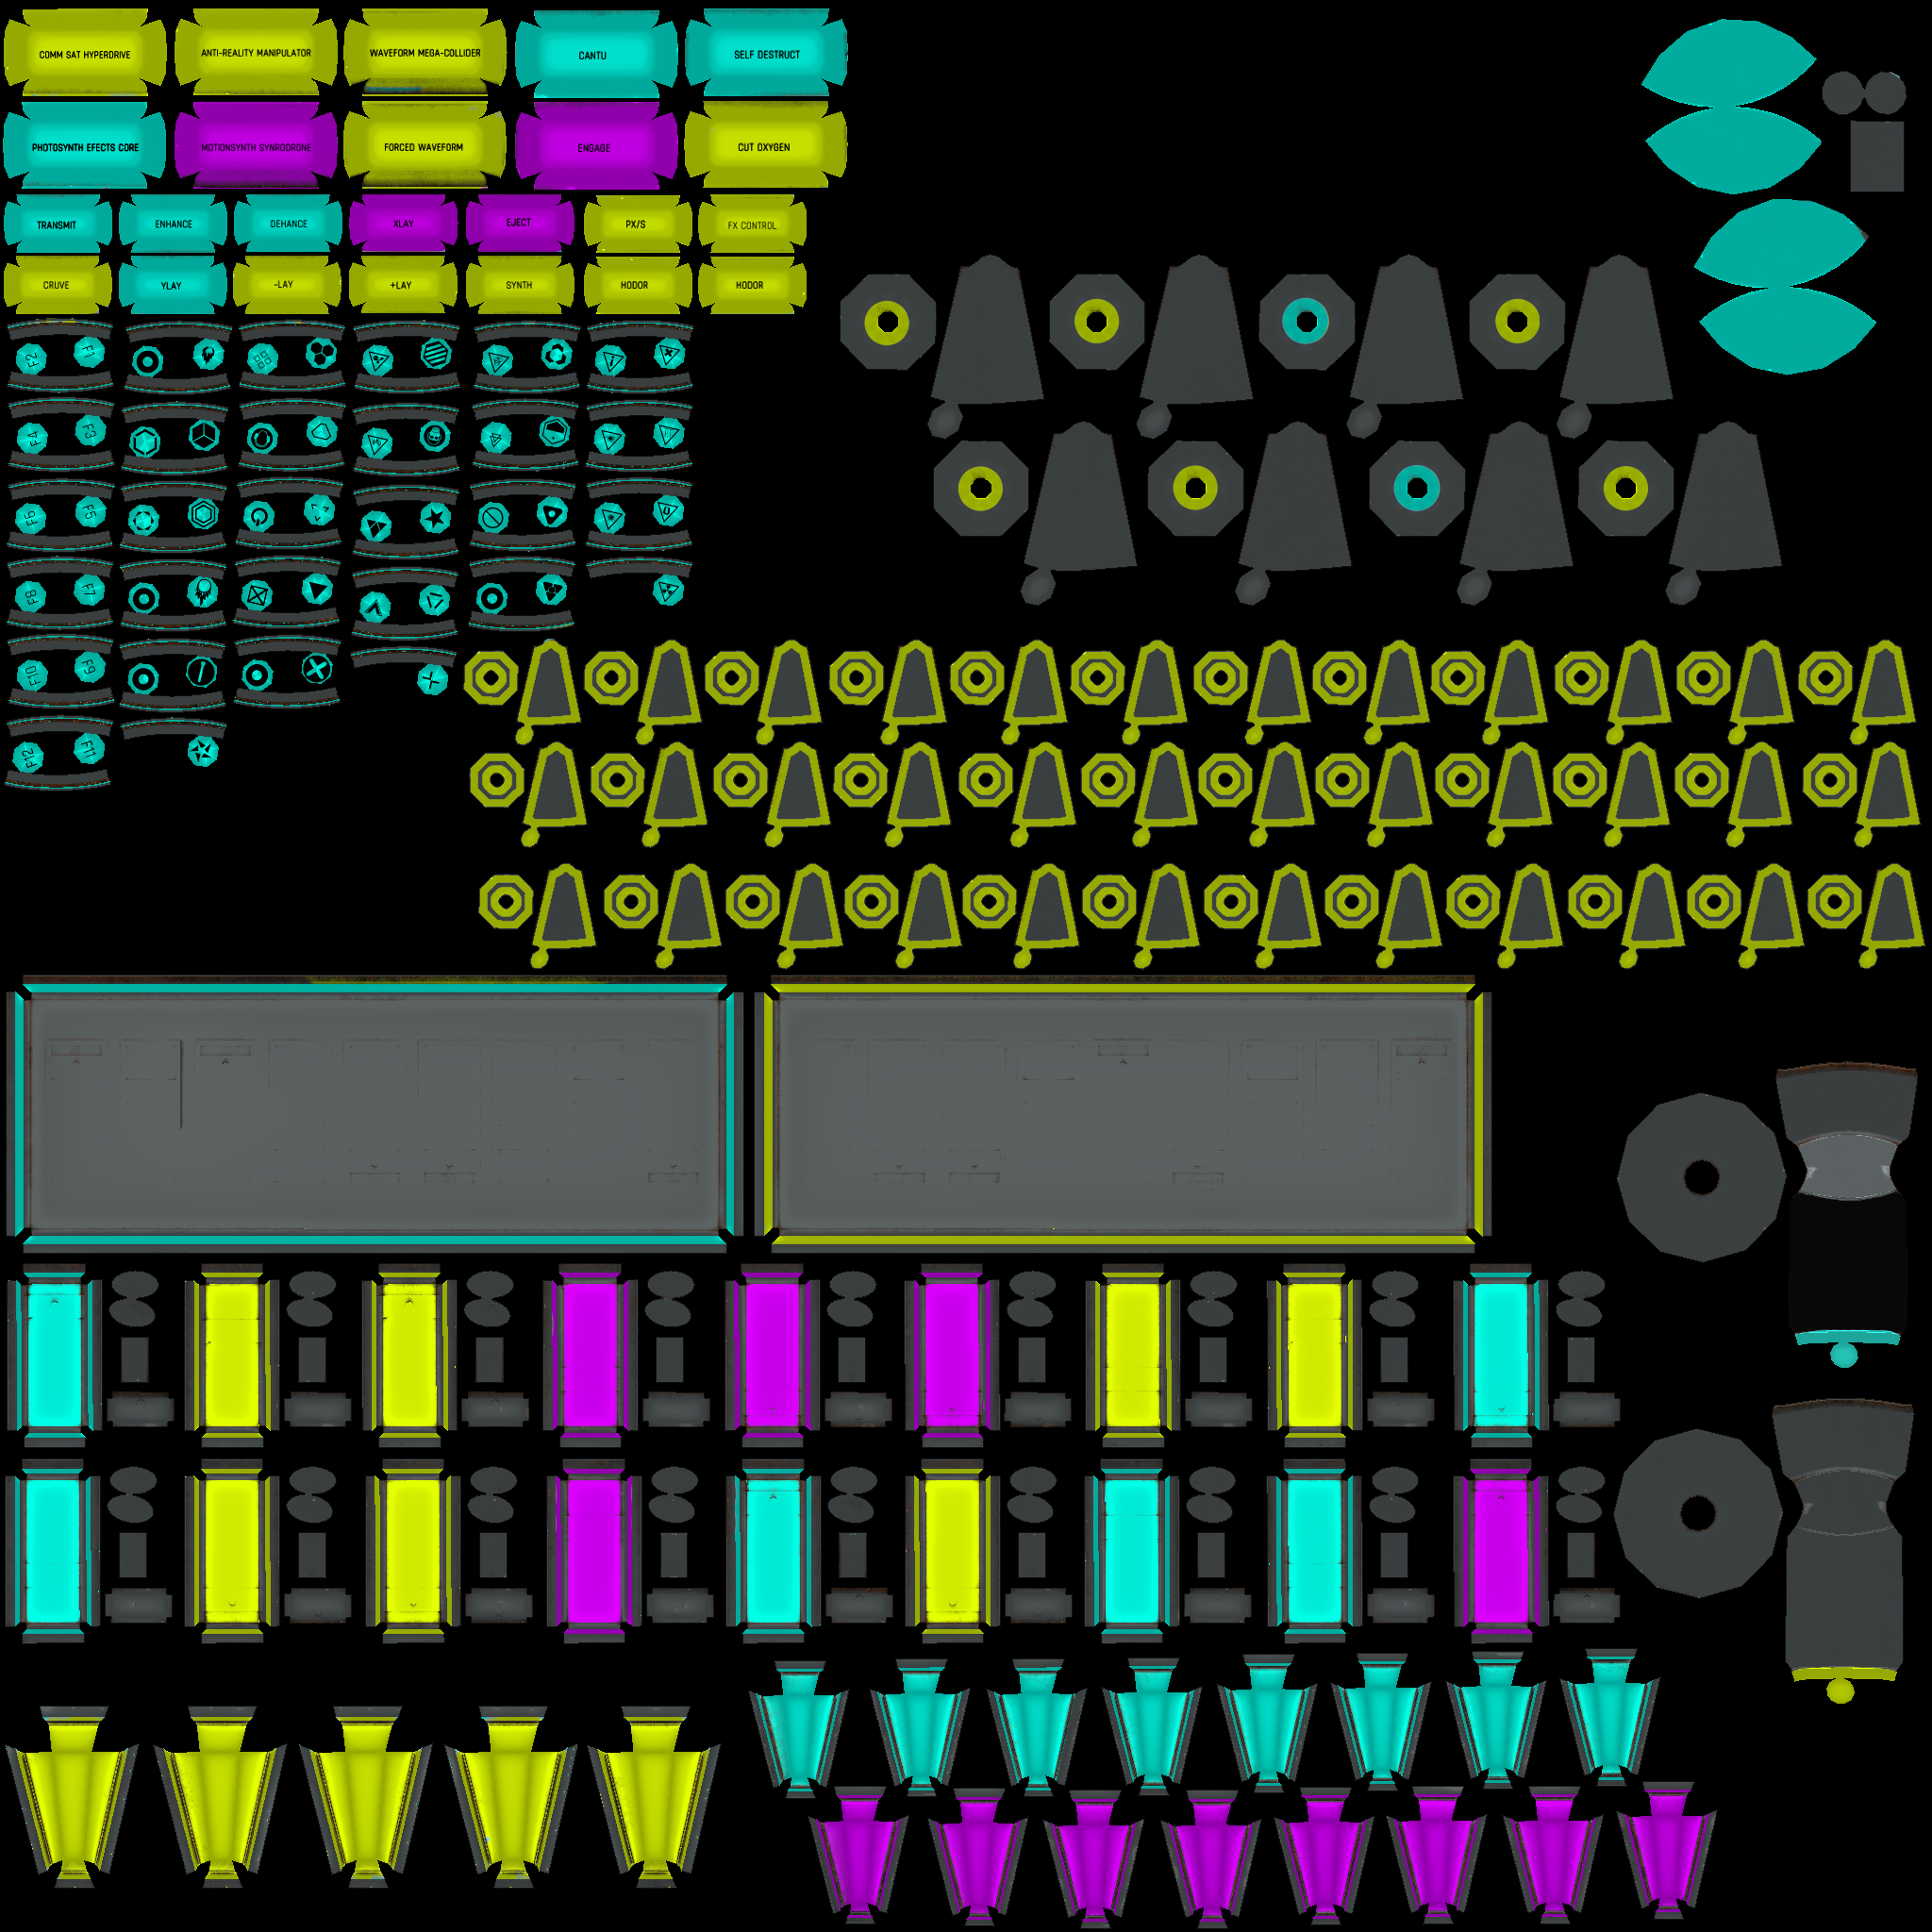 COMM SAT HYPERDRIVE
ANTI-REALITY MANIPULATOR
WAVEFORM MEGA-COLLIDER
CANTU
SELF DESTRUCT
PHOTOSYNTH EFECTS CORE
MOTIONSYNTH SYNRODRONE
FORCED WAVEFORM
ENGAGE
CUT OXYGEN
TRANSMIT
ENHANCE
DEHANCE
XLAY
EJECT
PX/S
FX CONTROL
CRUVE
YLAY
-LAY
+LAY
SYNTH
HODOR
HODOR
F2
F1
F4
F3
F6
F5
F8
F7
F10
F9
F12
F11